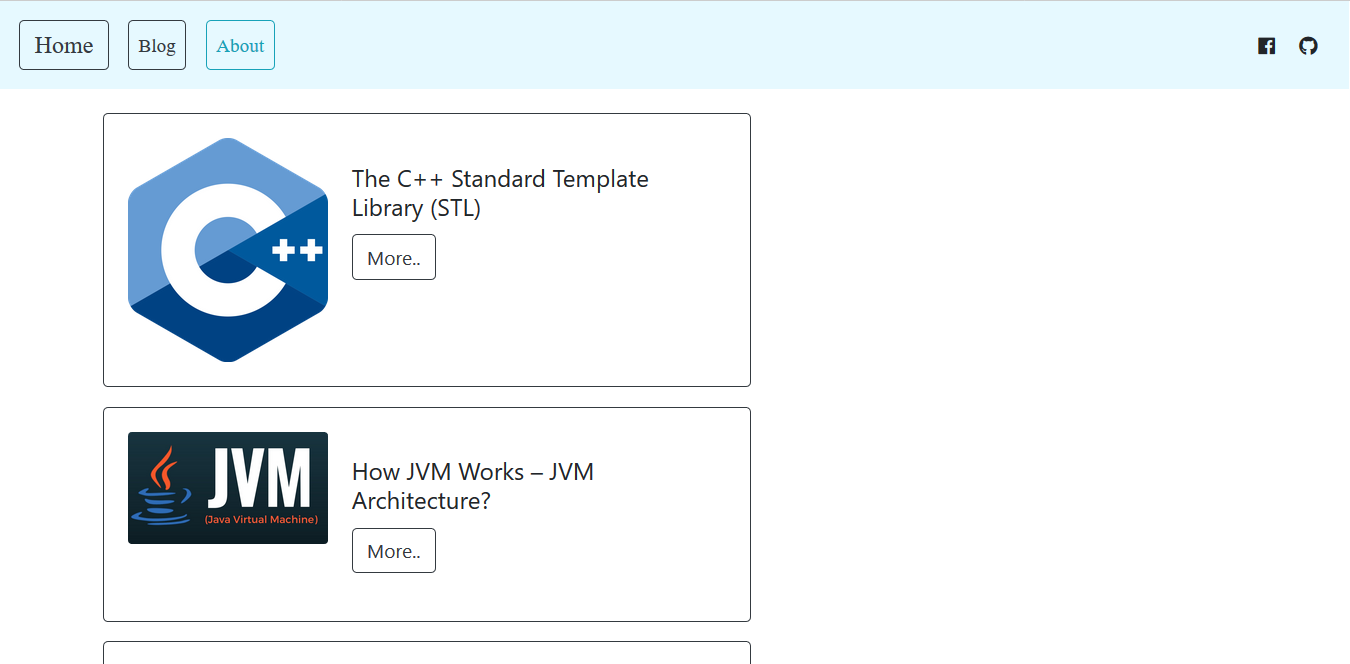 Home Blog About
C++
The C++ Standard Template
Library (STL)
More..
JVM
(Java Virtual Machine)
How JVM Works – JVM
Architecture?
More..